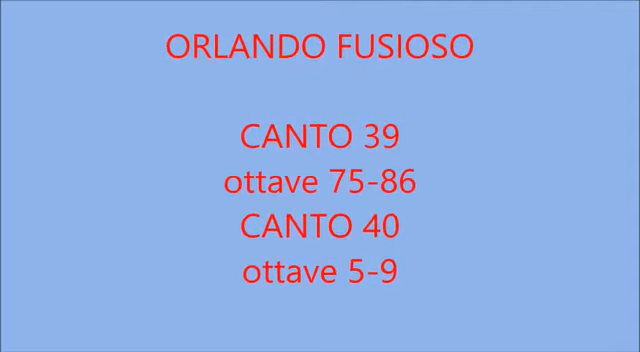 ORLANDO FUSIOSO
CANTO 39
ottave 75-86
CANTO 40
ottave 5-9